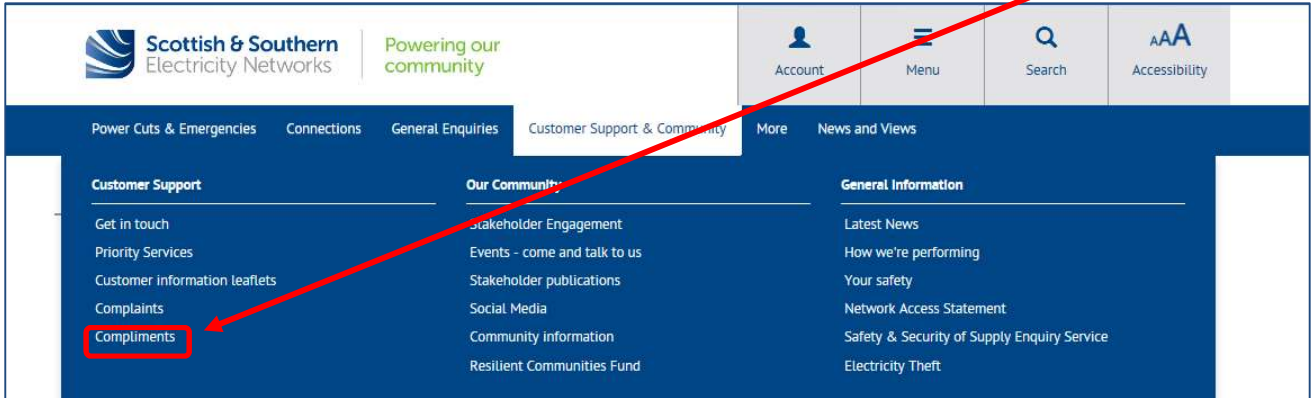 Scottish & Southern
Electricity Networks
Powering our
community
Account
Menu
Search
AAA
Accessibility
Power Cuts & Emergencies
Connections
General Enquiries
Customer Support & Community
More
News and Views
Customer Support
Get in touch
Priority Services
Customer information leaflets
Complaints
Compliments
Our Community
Stakeholder Engagement
Events - come and talk to us
Stakeholder publications
Social Media
Community information
Resilient Communities Fund
General Information
Latest News
How we're performing
Your safety
Network Access Statement
Safety & Security of Supply Enquiry Service
Electricity Theft